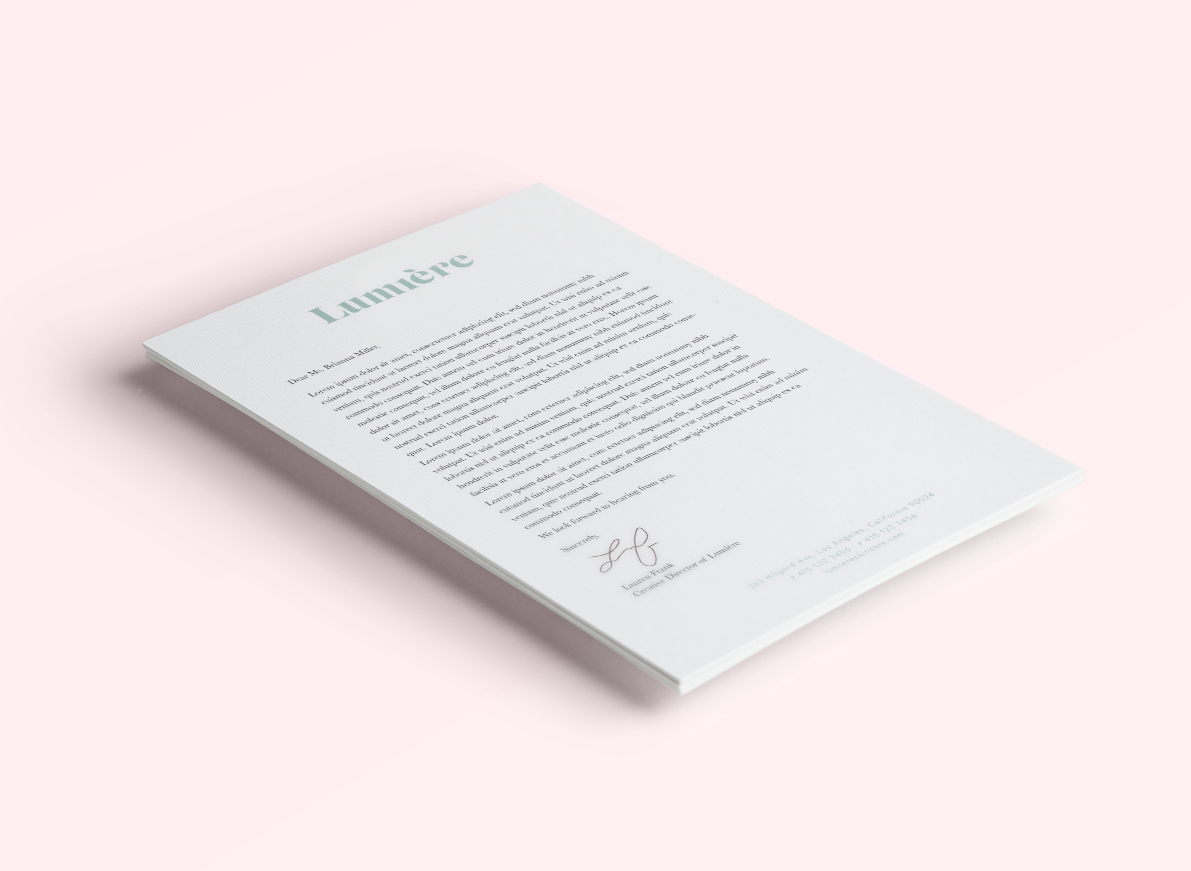 Lumière
Dear Ms. Brianna Miller,
Lorem ipsum dolor sit amet, consectetuer adipiscing elit, sed diam nonummy nibh
euismod tincidunt ut laoreet dolore magna aliquam erat volutpat. Ut wisi enim ad minim
veniam, quis nostrud exerci tation ullamcorper suscipit lobortis nisl ut aliquip ex ea
commodo consequat. Duis autem vel eum iriure dolor in hendrerit in vulputate velit esse
molestie consequat, vel illum dolore eu feugiat nulla facilisis at vero eros. Horem ipsum
dolor sit amet, cons ectetuer adipiscing elit, sed diam nonummy nibh euismod tincidunt
ut laoreet dolore magna aliquam erat volutpat. Ut wisi enim ad minim veniam, quis
nostrud exerci tation ullamcorper suscipit lobortis nisl ut aliquip ex ea commodo conse-
quat. Lorem ipsum dolor.
Lorem ipsum dolor sit amet, cons ectetuer adipiscing elit, sed diam nonummy nibh
volutpat. Ut wisi enim ad minim veniam, quis nostrud exerci tation ullamcorper suscipit
lobortis nisl ut aliquip ex ea commodo consequat. Duis autem vel eum iriure dolor in
hendrerit in vulputate velit esse molestie consequat, vel illum dolore eu feugiat nulla
facilisis at vero eros et accumsan et iusto odio dignissim qui blandit praesent luptatum.
Lorem ipsum dolor sit amet, cons ectetuer adipiscing elit, sed diam nonummy nibh
euismod tincidunt ut laoreet dolore magna aliquam erat volutpat. Ut wisi enim ad minim
veniam, quis nostrud exerci tation ullamcorper suscipit lobortis nisl ut aliquip ex ea
commodo consequat.
We look forward to hearing from you.
Sincerely,
Lauren Frank
Creative Director of Lumière
Hilgard Ave, Los Angeles, California 90024
P 415 123 3456 F 415 123 3456
lumiereskincare.com